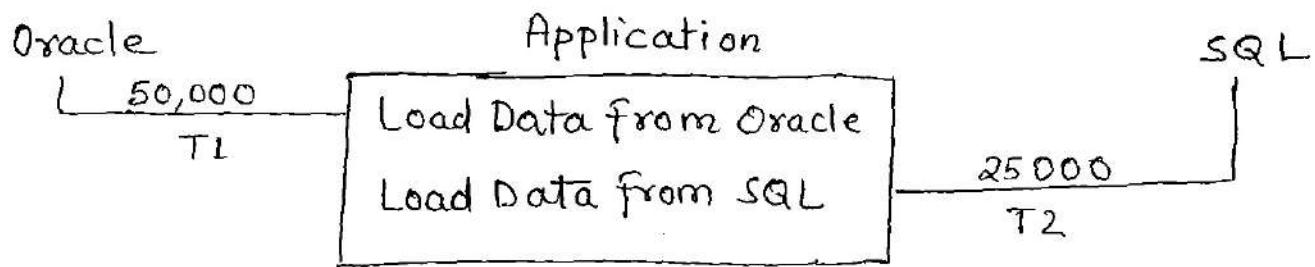 Oracle
Application
SQL
50,000
T1
Load Data from Oracle
Load Data from SQL
25000
T2